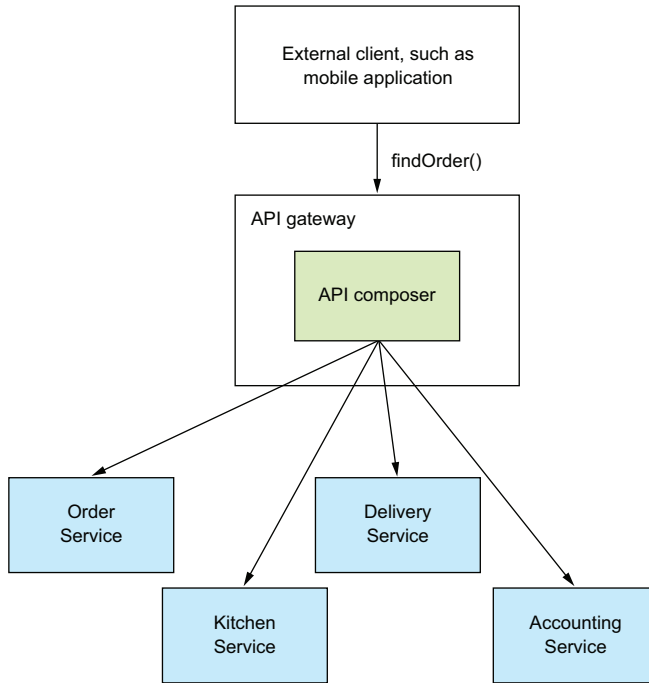 External client, such as
mobile application
findOrder()
API gateway
API composer
Order
Service
Delivery
Service
Kitchen
Service
Accounting
Service